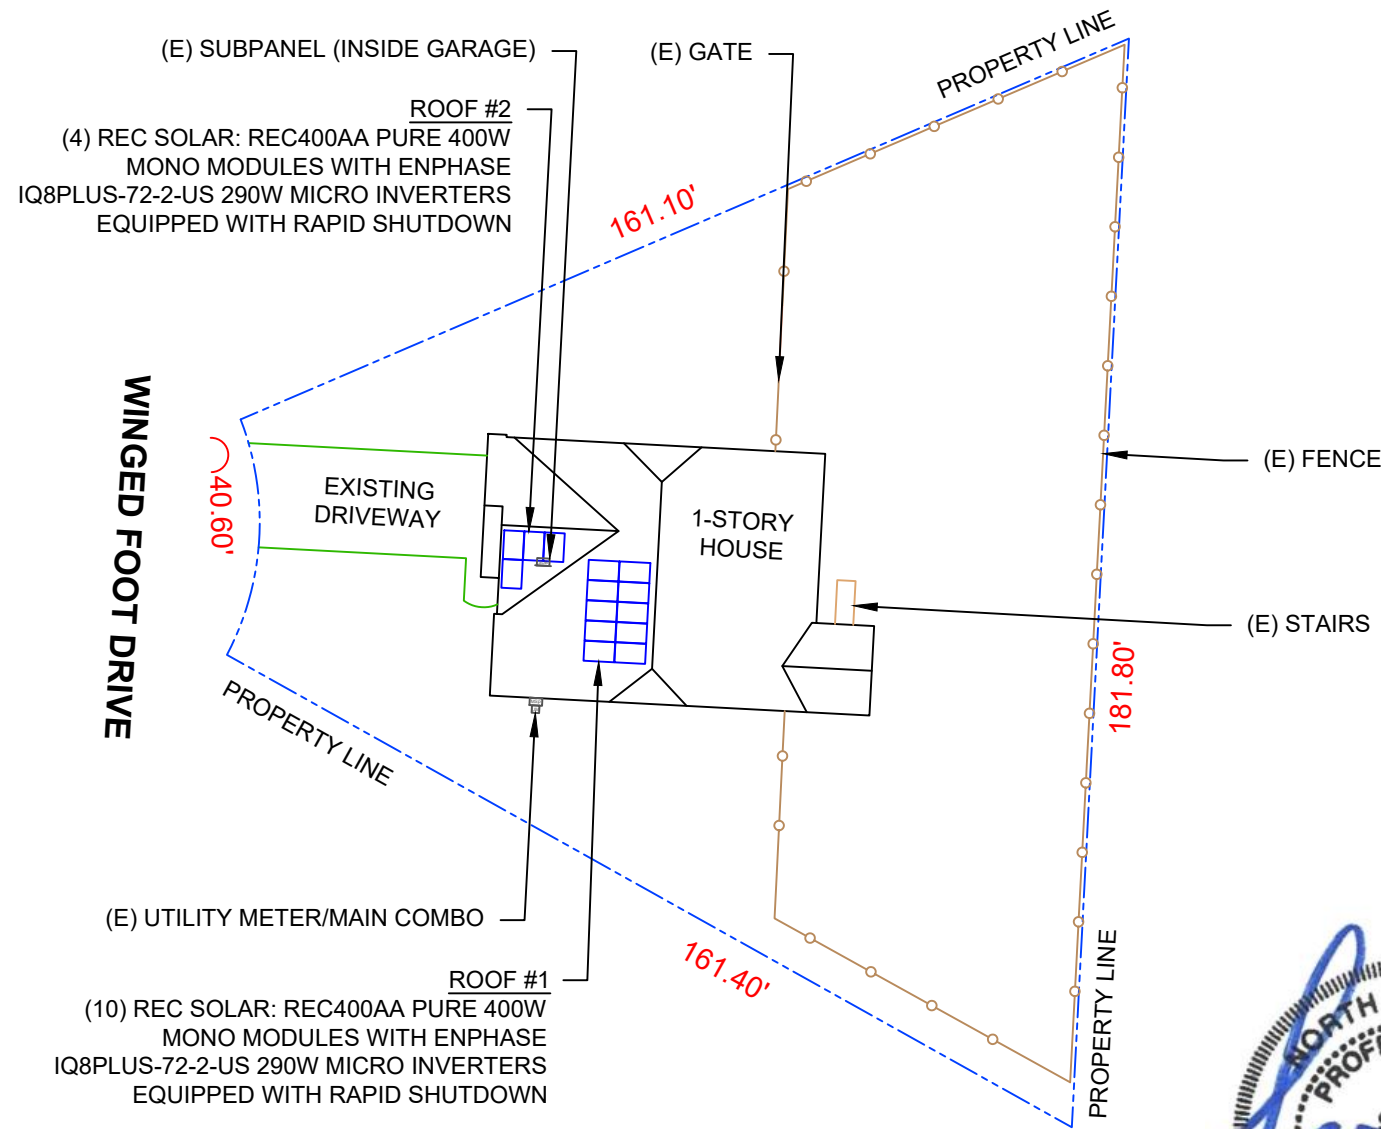 (E) SUBPANEL (INSIDE GARAGE)
(E) GATE
PROPERTY LINE
ROOF #2
(4) REC SOLAR: REC400AA PURE 400W
MONO MODULES WITH ENPHASE
IQ8PLUS-72-2-US 290W MICRO INVERTERS
EQUIPPED WITH RAPID SHUTDOWN
161.10'
WINGED FOOT DRIVE
40.60'
EXISTING
DRIVEWAY
1-STORY
HOUSE
(E) FENCE
(E) STAIRS
181.80'
PROPERTY LINE
(E) UTILITY METER/MAIN COMBO
161.40'
PROPERTY LINE
ROOF #1
(10) REC SOLAR: REC400AA PURE 400W
MONO MODULES WITH ENPHASE
IQ8PLUS-72-2-US 290W MICRO INVERTERS
EQUIPPED WITH RAPID SHUTDOWN
NORTH